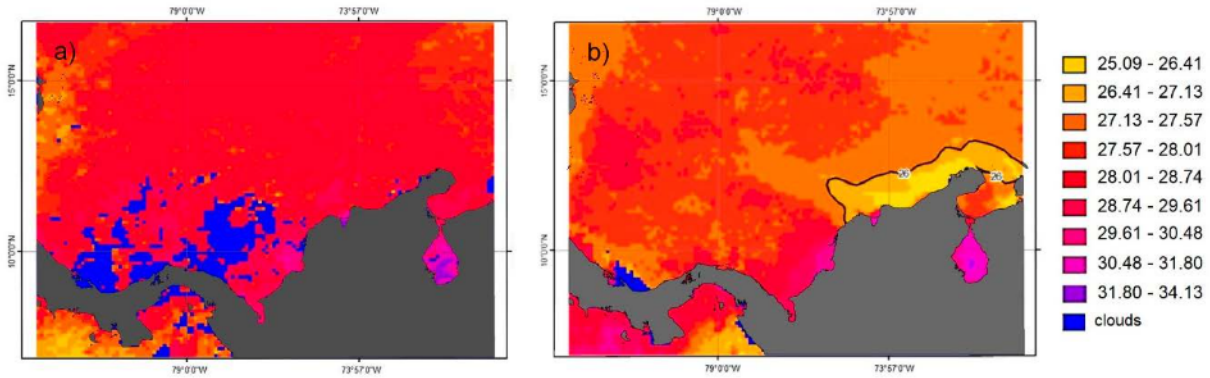 79°0'0"W 73°57'0"W
79°0'0"W 73°57'0"W
a)
b)
15°0'0"N
15°0'0"N
10°0'0"N
10°0'0"N
26
26
79°0'0"W 73°57'0"W
79°0'0"W 73°57'0"W
25.09 - 26.41
26.41 - 27.13
27.13 - 27.57
27.57 - 28.01
28.01 - 28.74
28.74 - 29.61
29.61 - 30.48
30.48 - 31.80
31.80 - 34.13
clouds